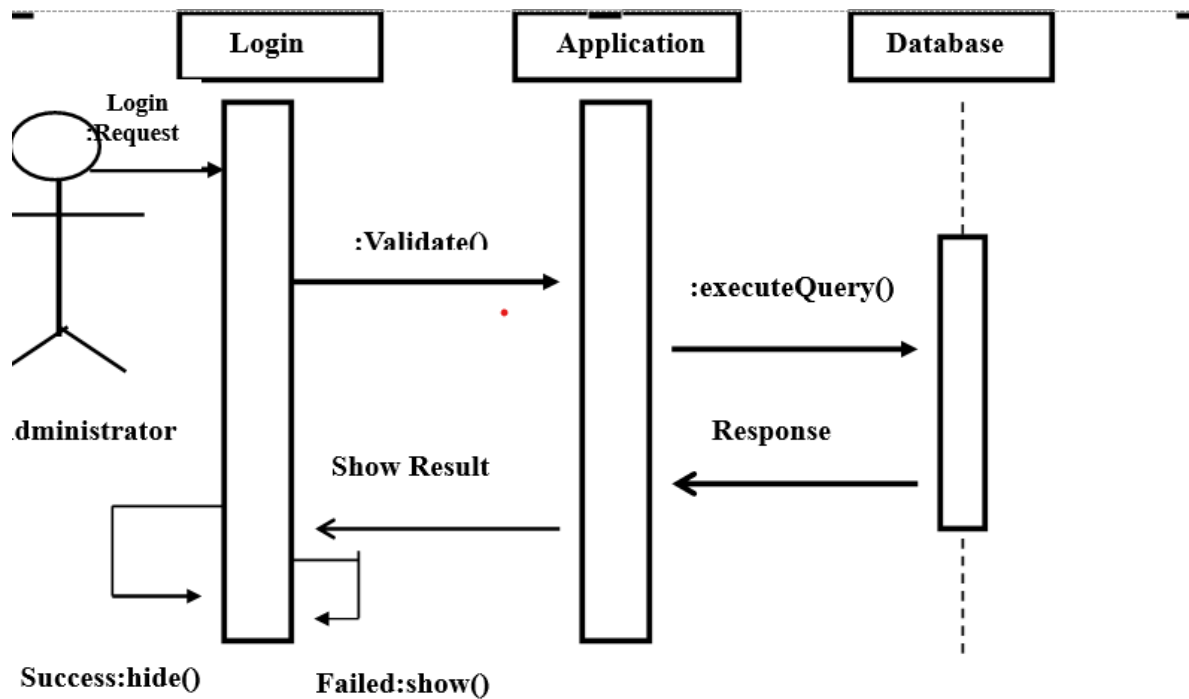 Login
Application
Database
Login
:Request
:Validate()
:executeQuery()
dministrator
Response
Show Result
Success:hide()
Failed:show()